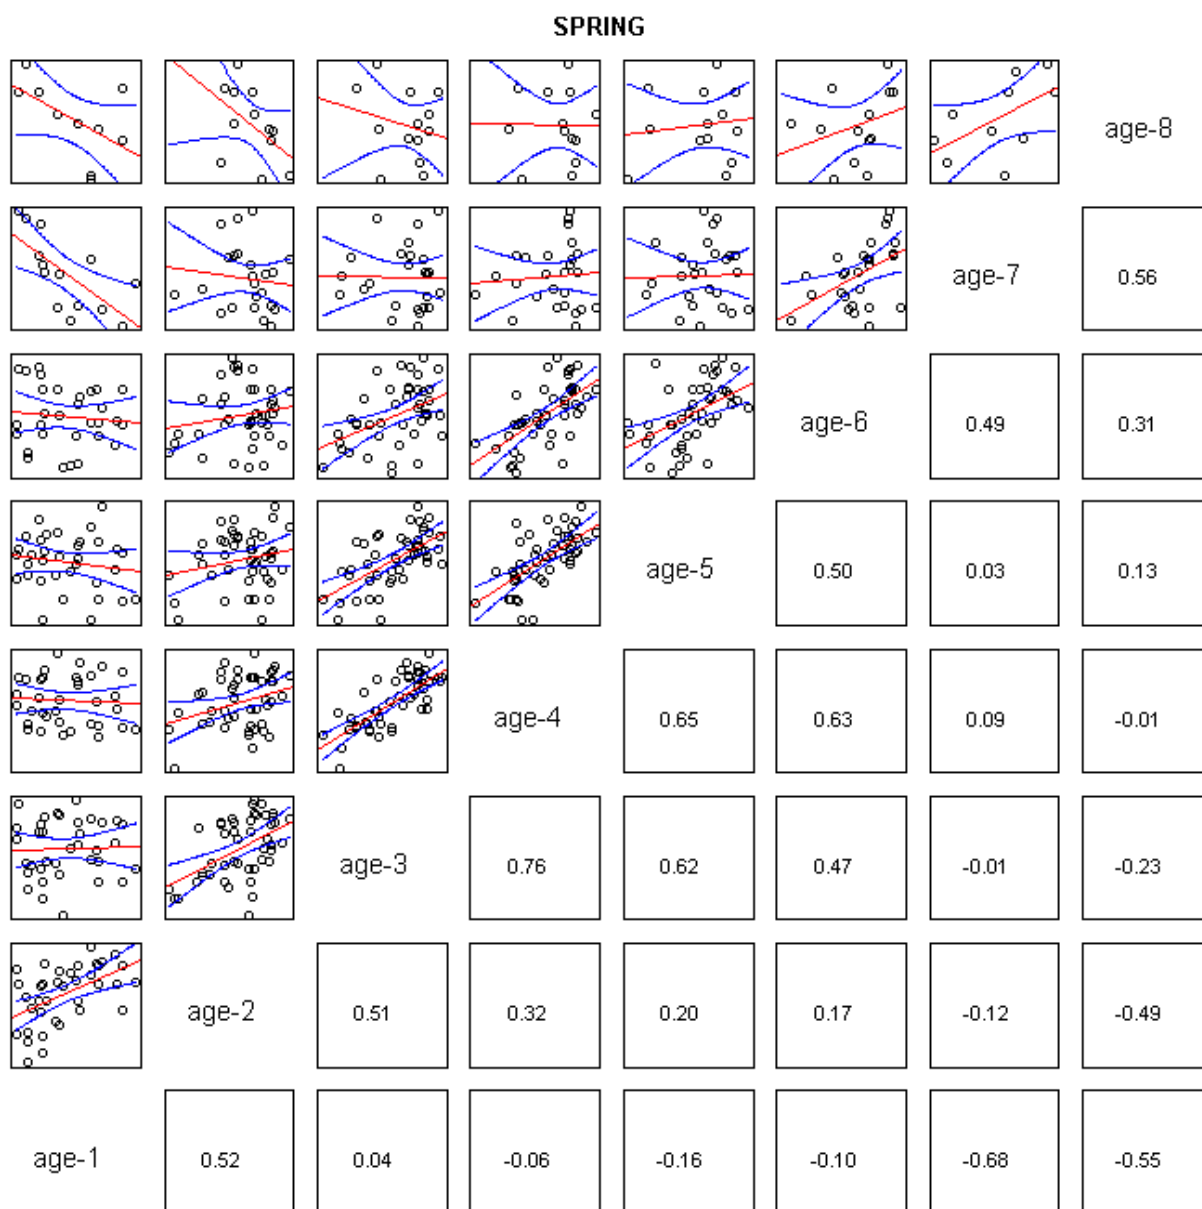 SPRING
age-8
age-7 0.56
age-6 0.49 0.31
age-5 0.50 0.03 0.13
age-4 0.65 0.63 0.09 -0.01
age-3 0.76 0.62 0.47 -0.01 -0.23
age-2 0.51 0.32 0.20 0.17 -0.12 -0.49
age-1 0.52 0.04 -0.06 -0.16 -0.10 -0.68 -0.55